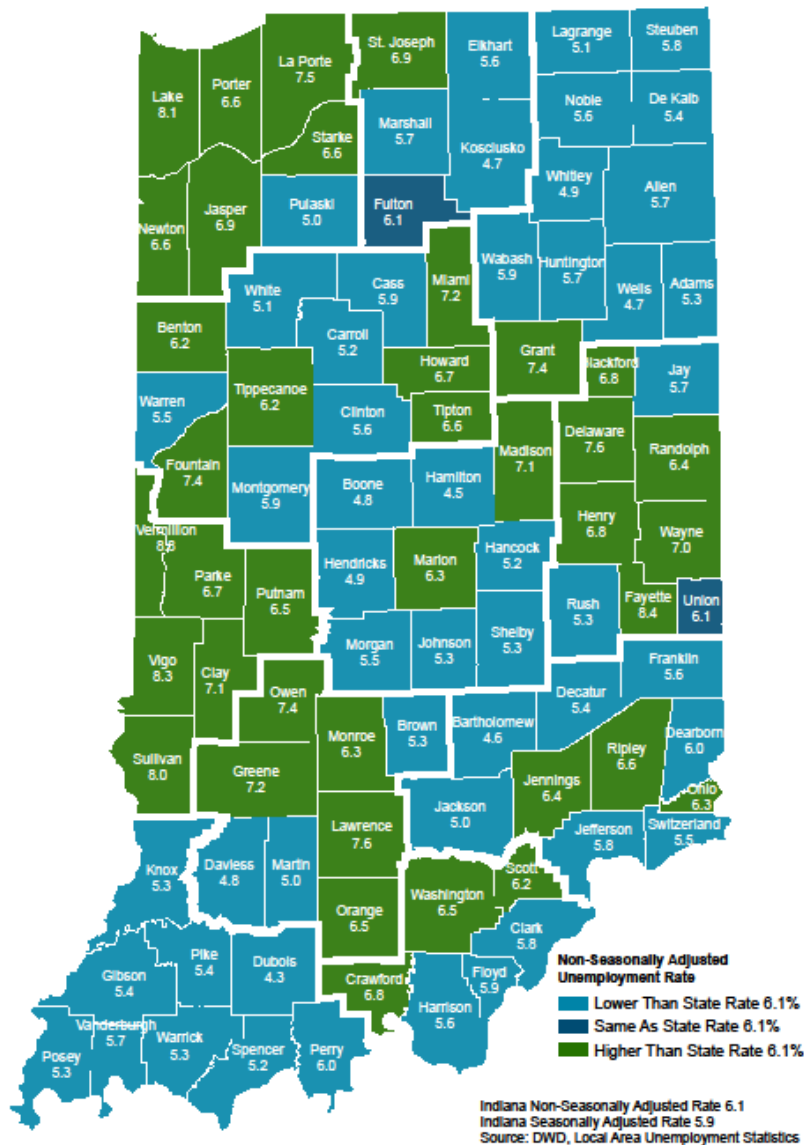 St. Joseph
6.9
Elkhart
5.6
Lagrange
5.1
Steuben
5.8
La Porte
7.5
Porter
6.6
Lake
8.1
Noble
5.6
De Kalb
5.4
Marshall
5.7
Starke
6.6
Kosciusko
4.7
Whitley
4.9
Allen
5.7
Pulaski
5.0
Fulton
6.1
Jasper
6.9
Newton
6.6
Wabash
5.9
Huntington
5.7
Wells
4.7
Adams
5.3
White
5.1
Cass
5.9
Miami
7.2
Benton
6.2
Carroll
5.2
Howard
6.7
Grant
7.4
Blackford
6.8
Jay
5.7
Tippecanoe
6.2
Warren
5.5
Clinton
5.6
Tipton
6.6
Madison
7.1
Delaware
7.6
Randolph
6.4
Fountain
7.4
Montgomery
5.9
Boone
4.8
Hamilton
4.5
Henry
6.8
Wayne
7.0
Vermillion
8.8
Parke
6.7
Putnam
6.5
Hendricks
4.9
Marion
6.3
Hancock
5.2
Rush
5.3
Fayette
8.4
Union
6.1
Vigo
8.3
Clay
7.1
Morgan
5.5
Johnson
5.3
Shelby
5.3
Franklin
5.6
Owen
7.4
Decatur
5.4
Monroe
6.3
Brown
5.3
Bartholomew
4.6
Dearborn
6.0
Ripley
6.6
Sullivan
8.0
Greene
7.2
Jennings
6.4
Ohio
6.3
Jackson
5.0
Lawrence
7.6
Jefferson
5.8
Switzerland
5.5
Knox
5.3
Daviess
4.8
Martin
5.0
Scott
6.2
Washington
6.5
Orange
6.5
Clark
5.8
Pike
5.4
Dubois
4.3
Gibson
5.4
Crawford
6.8
Floyd
5.9
Harrison
5.6
Vanderburgh
5.7
Warrick
5.3
Posey
5.3
Spencer
5.2
Perry
6.0
Non-Seasonally Adjusted
Unemployment Rate
Lower Than State Rate 6.1%
Same As State Rate 6.1%
Higher Than State Rate 6.1%
Indiana Non-Seasonally Adjusted Rate 6.1
Indiana Seasonally Adjusted Rate 5.9
Source: DWD, Local Area Unemployment Statistics